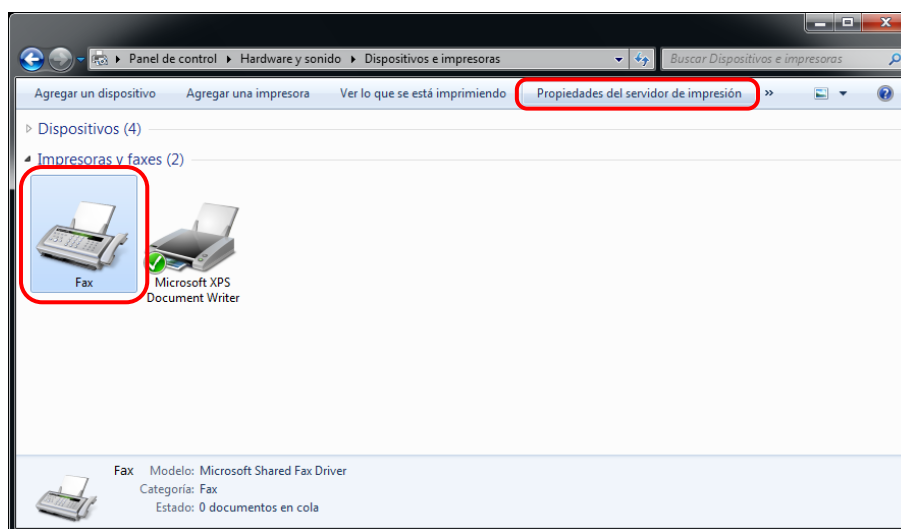 Panel de control ▸ Hardware y sonido ▸ Dispositivos e impresoras
Buscar Dispositivos e impresoras
Agregar un dispositivo Agregar una impresora Ver lo que se está imprimiendo Propiedades del servidor de impresión »
Dispositivos (4)
Impresoras y faxes (2)
Fax
Microsoft XPS
Document Writer
Fax Modelo: Microsoft Shared Fax Driver
Categoría: Fax
Estado: 0 documentos en cola